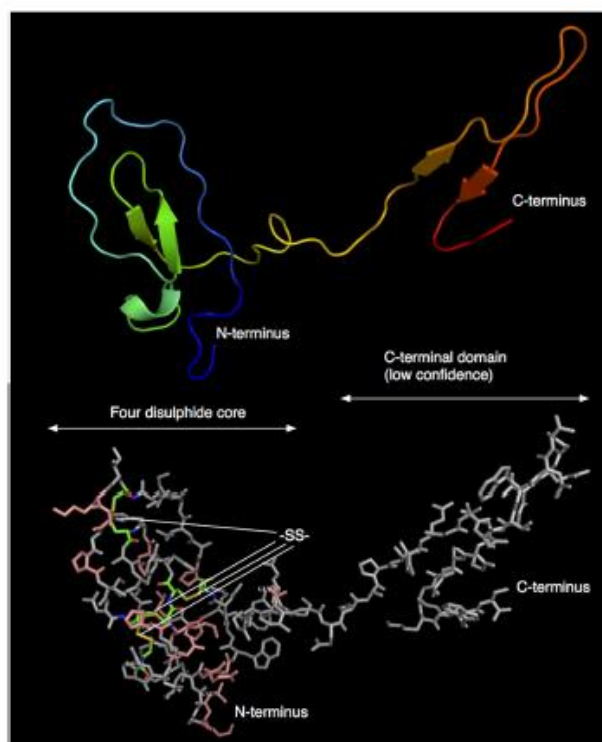 C-terminus
N-terminus
C-terminal domain
(low confidence)
Four disulphide core
-SS-
C-terminus
N-terminus